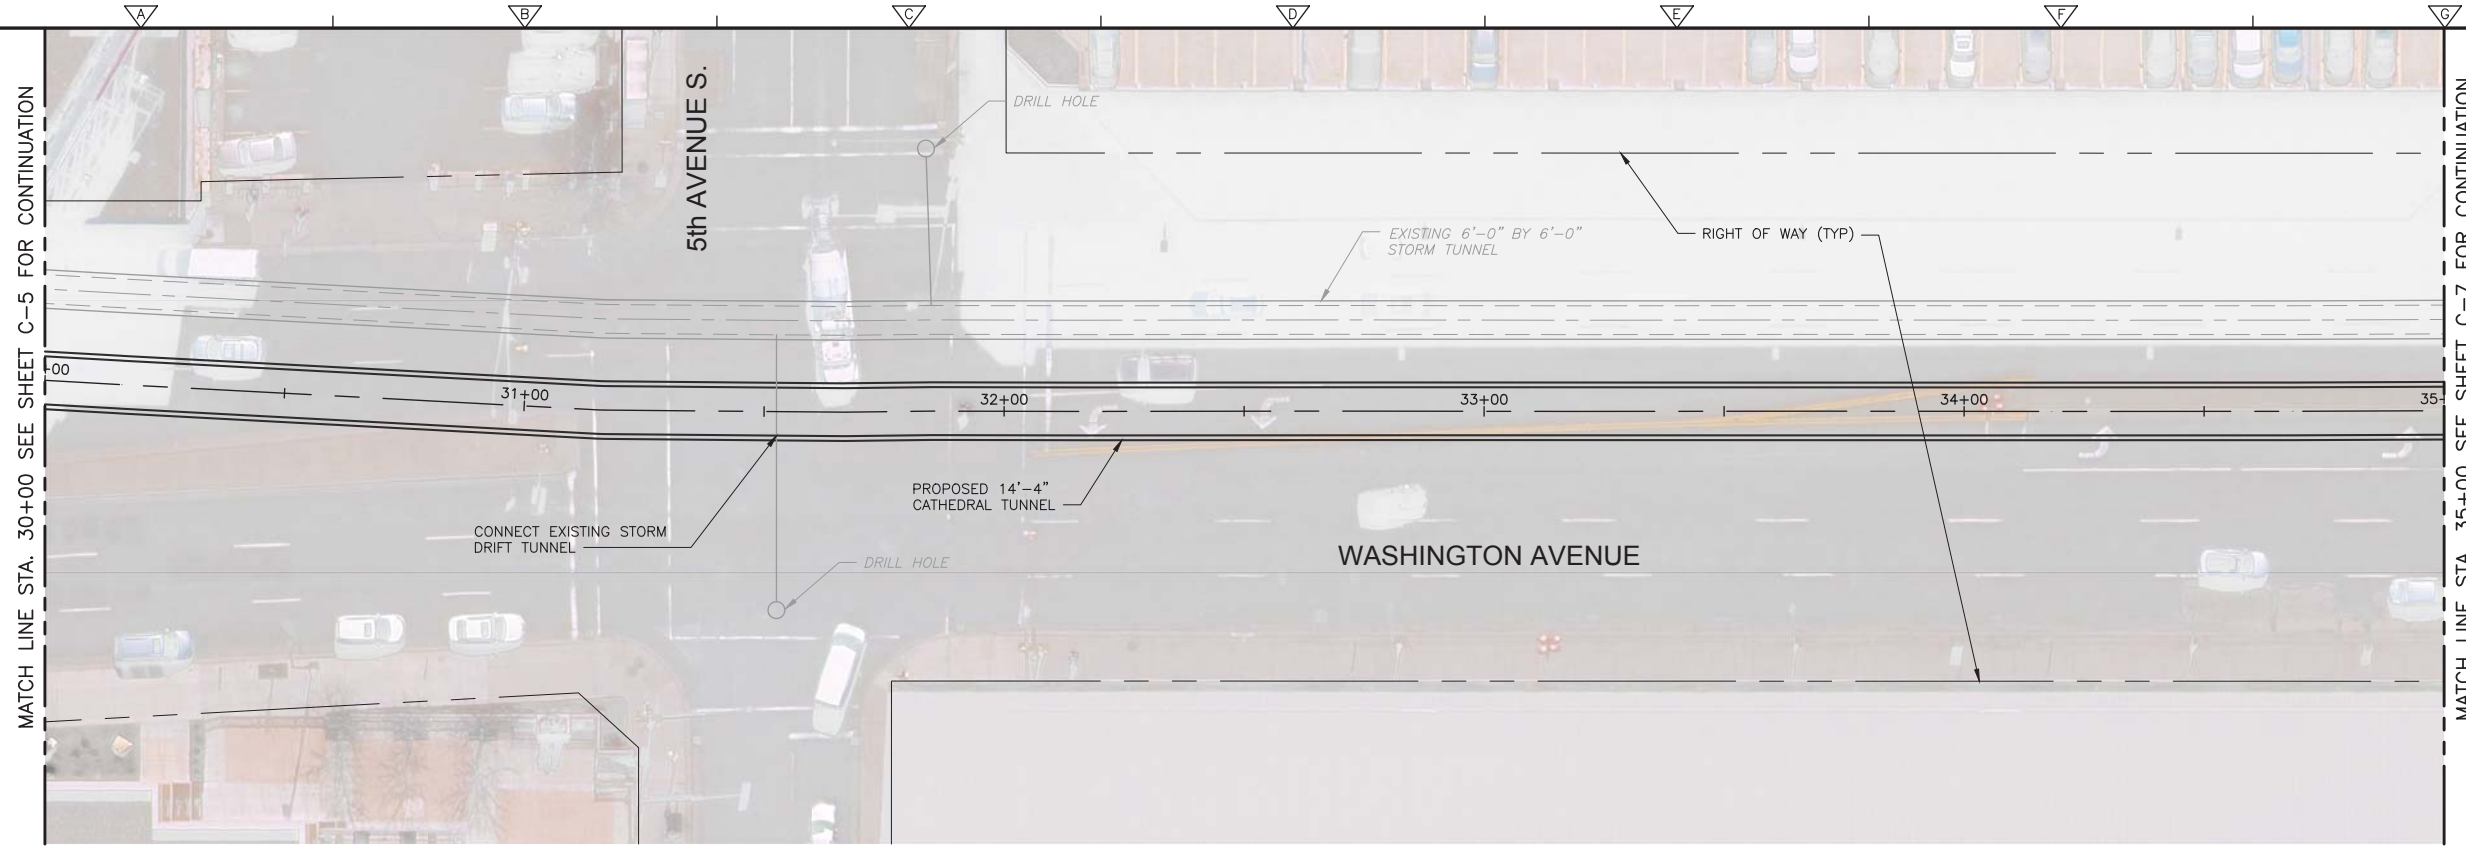 A
B
C
D
E
F
G
MATCH LINE STA. 30+00 SEE SHEET C-5 FOR CONTINUATION
5th AVENUE S.
DRILL HOLE
EXISTING 6'-0" BY 6'-0"
STORM TUNNEL
RIGHT OF WAY (TYP)
-00
31+00
32+00
33+00
34+00
35-
PROPOSED 14'-4"
CATHEDRAL TUNNEL
CONNECT EXISTING STORM
DRIFT TUNNEL
DRILL HOLE
WASHINGTON AVENUE
MATCH LINE STA. 35+00 SEE SHEET C-7 FOR CONTINUATION